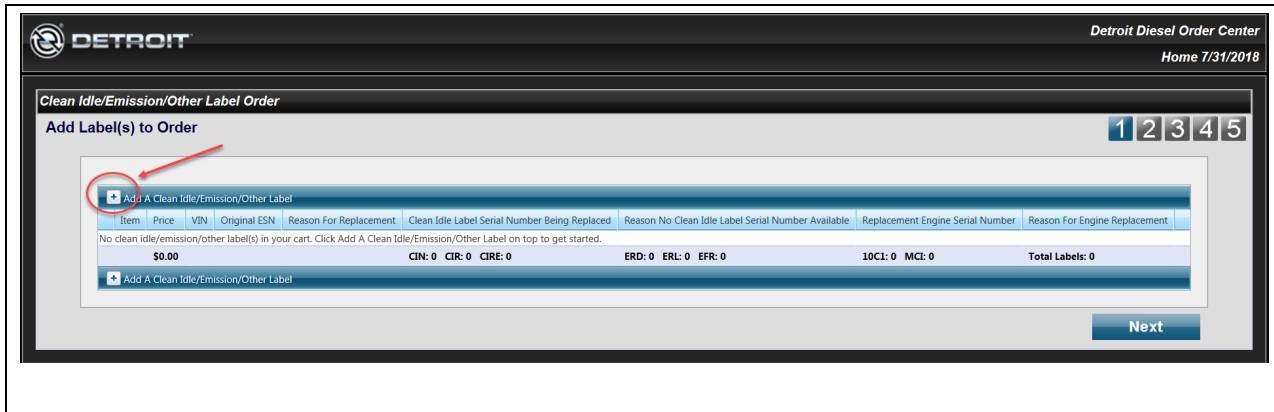 DETROIT
Detroit Diesel Order Center
Home 7/31/2018
Clean Idle/Emission/Other Label Order
Add Label(s) to Order
1 2 3 4 5
+ Add A Clean Idle/Emission/Other Label
Item Price VIN Original ESN Reason For Replacement Clean Idle Label Serial Number Being Replaced Reason No Clean Idle Label Serial Number Available Replacement Engine Serial Number Reason For Engine Replacement
No clean idle/emission/other label(s) in your cart. Click Add A Clean Idle/Emission/Other Label on top to get started.
$0.00 CIN: 0 CIR: 0 CIRE: 0 ERD: 0 ERL: 0 EFR: 0 10C1: 0 MCI: 0 Total Labels: 0
+ Add A Clean Idle/Emission/Other Label
Next